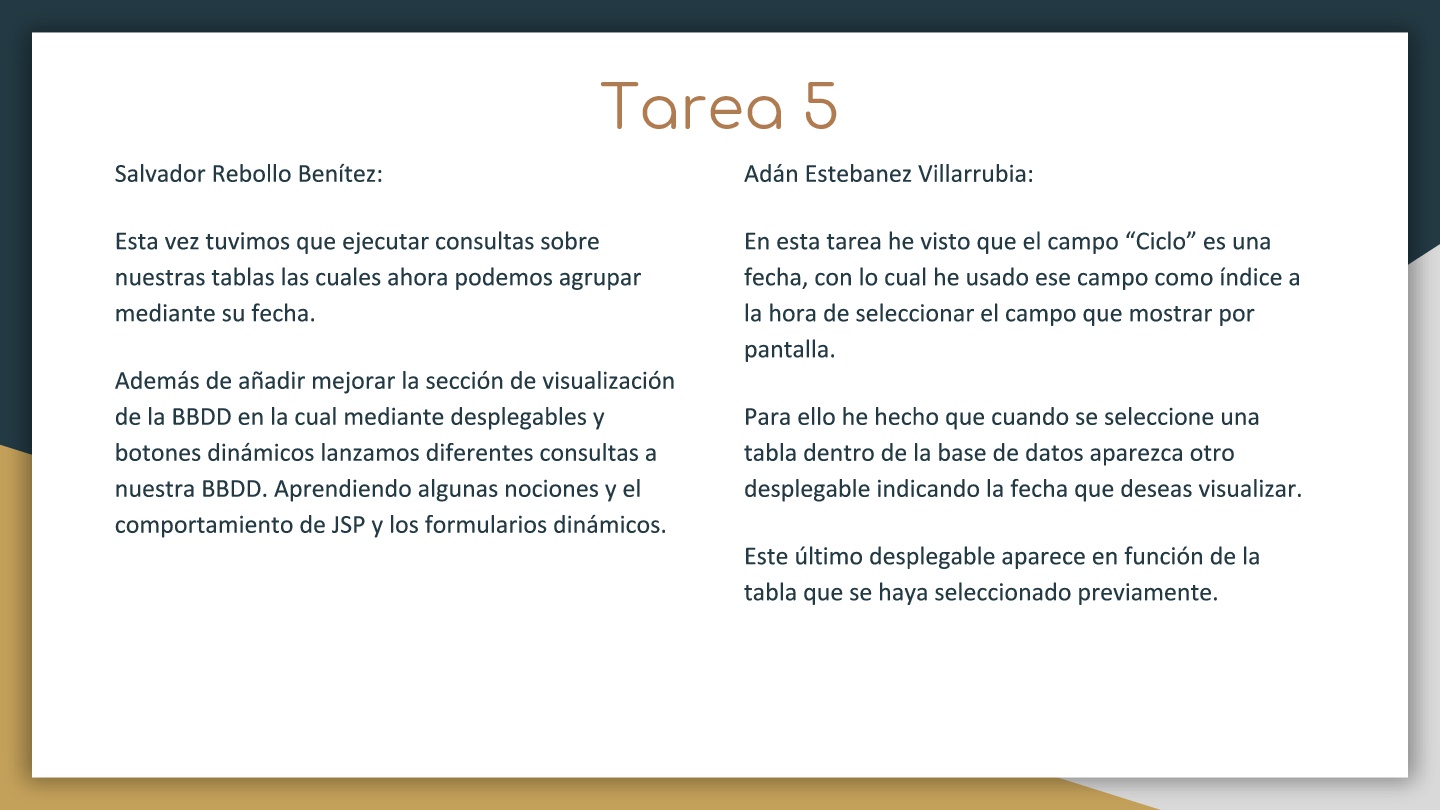 Tarea 5
Salvador Rebollo Benítez:
Esta vez tuvimos que ejecutar consultas sobre
nuestras tablas las cuales ahora podemos agrupar
mediante su fecha.
Además de añadir mejorar la sección de visualización
de la BBDD en la cual mediante desplegables y
botones dinámicos lanzamos diferentes consultas a
nuestra BBDD. Aprendiendo algunas nociones y el
comportamiento de JSP y los formularios dinámicos.
Adán Estebanez Villarrubia:
En esta tarea he visto que el campo “Ciclo” es una
fecha, con lo cual he usado ese campo como índice a
la hora de seleccionar el campo que mostrar por
pantalla.
Para ello he hecho que cuando se seleccione una
tabla dentro de la base de datos aparezca otro
desplegable indicando la fecha que deseas visualizar.
Este último desplegable aparece en función de la
tabla que se haya seleccionado previamente.